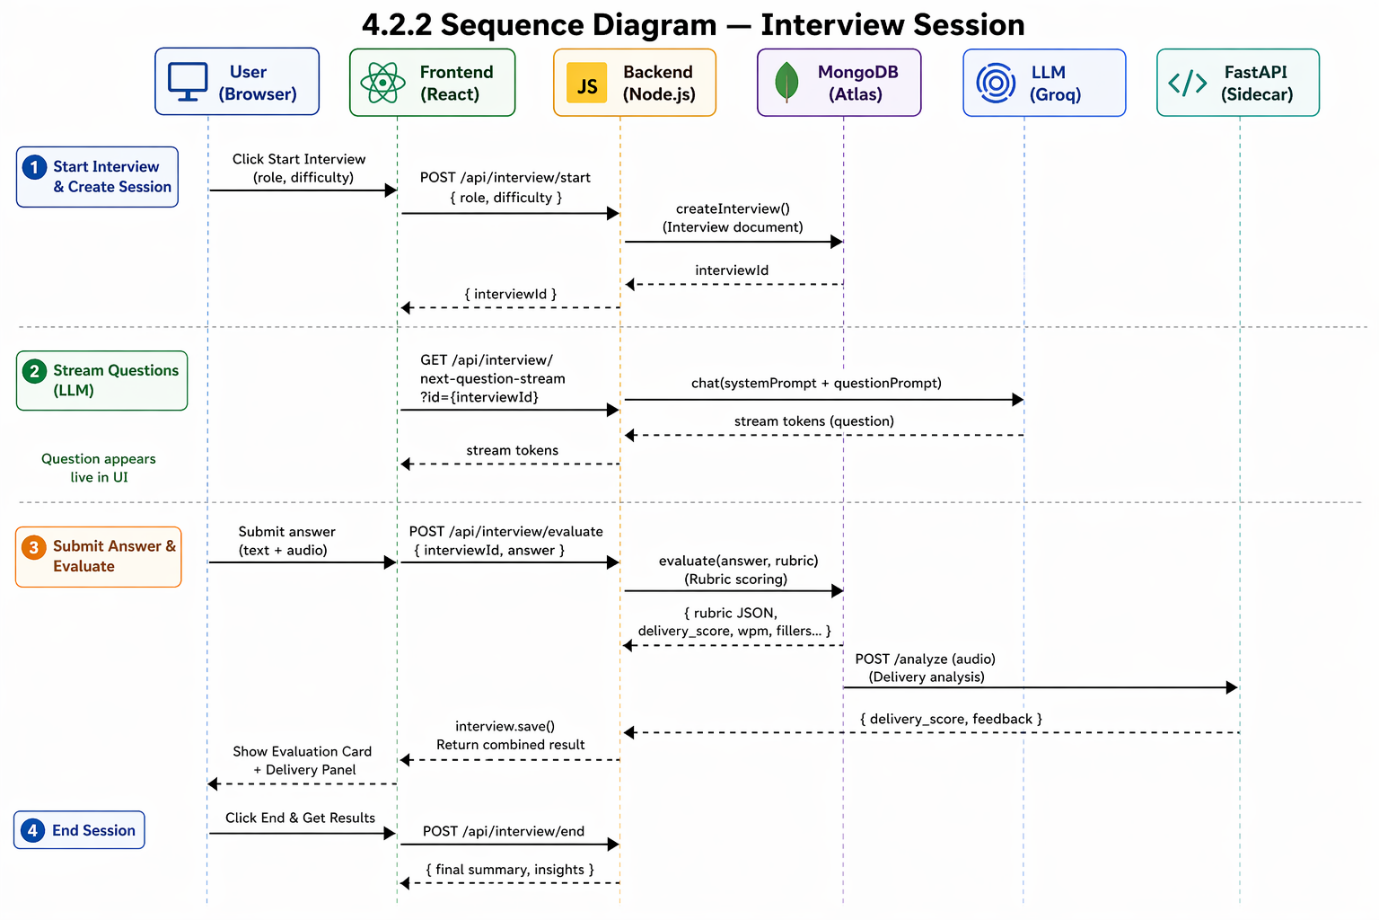 4.2.2 Sequence Diagram — Interview Session
User
(Browser)
Frontend
(React)
JS
Backend
(Node.js)
MongoDB
(Atlas)
LLM
(Groq)
</>
FastAPI
(Sidecar)
1
Start Interview
& Create Session
Click Start Interview
(role, difficulty)
POST /api/interview/start
{ role, difficulty }
createInterview()
(Interview document)
interviewId
{ interviewId }
2
Stream Questions
(LLM)
GET /api/interview/
next-question-stream
?id={interviewId}
chat(systemPrompt + questionPrompt)
stream tokens (question)
stream tokens
Question appears
live in UI
3
Submit Answer &
Evaluate
Submit answer
(text + audio)
POST /api/interview/evaluate
{ interviewId, answer }
evaluate(answer, rubric)
(Rubric scoring)
{ rubric JSON,
delivery_score, wpm, fillers... }
POST /analyze (audio)
(Delivery analysis)
{ delivery_score, feedback }
interview.save()
Return combined result
Show Evaluation Card
+ Delivery Panel
4
End Session
Click End & Get Results
POST /api/interview/end
{ final summary, insights }